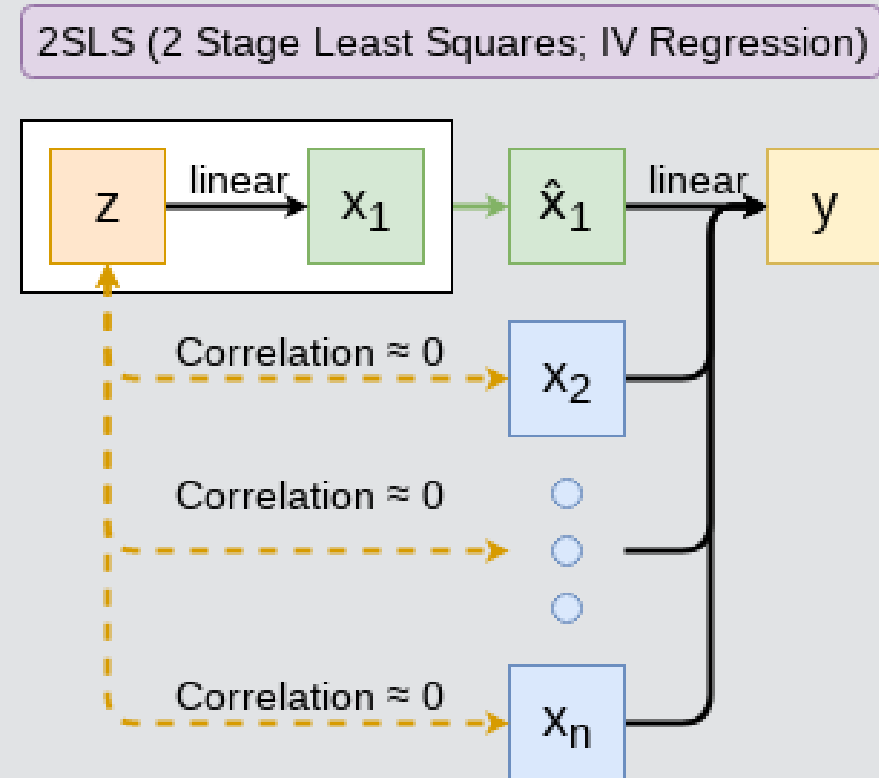 2SLS (2 Stage Least Squares; IV Regression)
z linear x₁ x̂₁ linear y
Correlation ≈ 0 x₂
Correlation ≈ 0
Correlation ≈ 0 xₙ